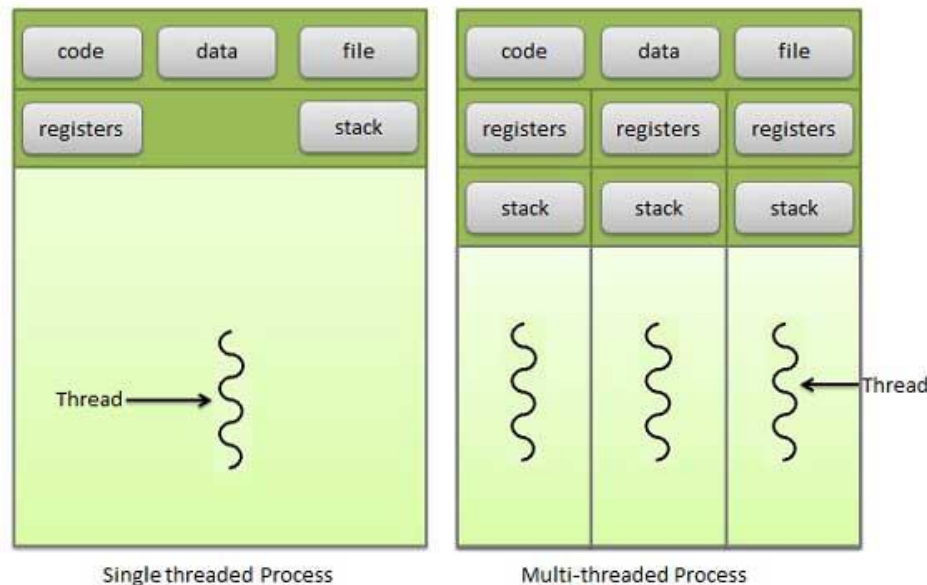 code data file
registers stack
Thread
Single threaded Process
code data file
registers registers registers
stack stack stack
Thread
Multi-threaded Process